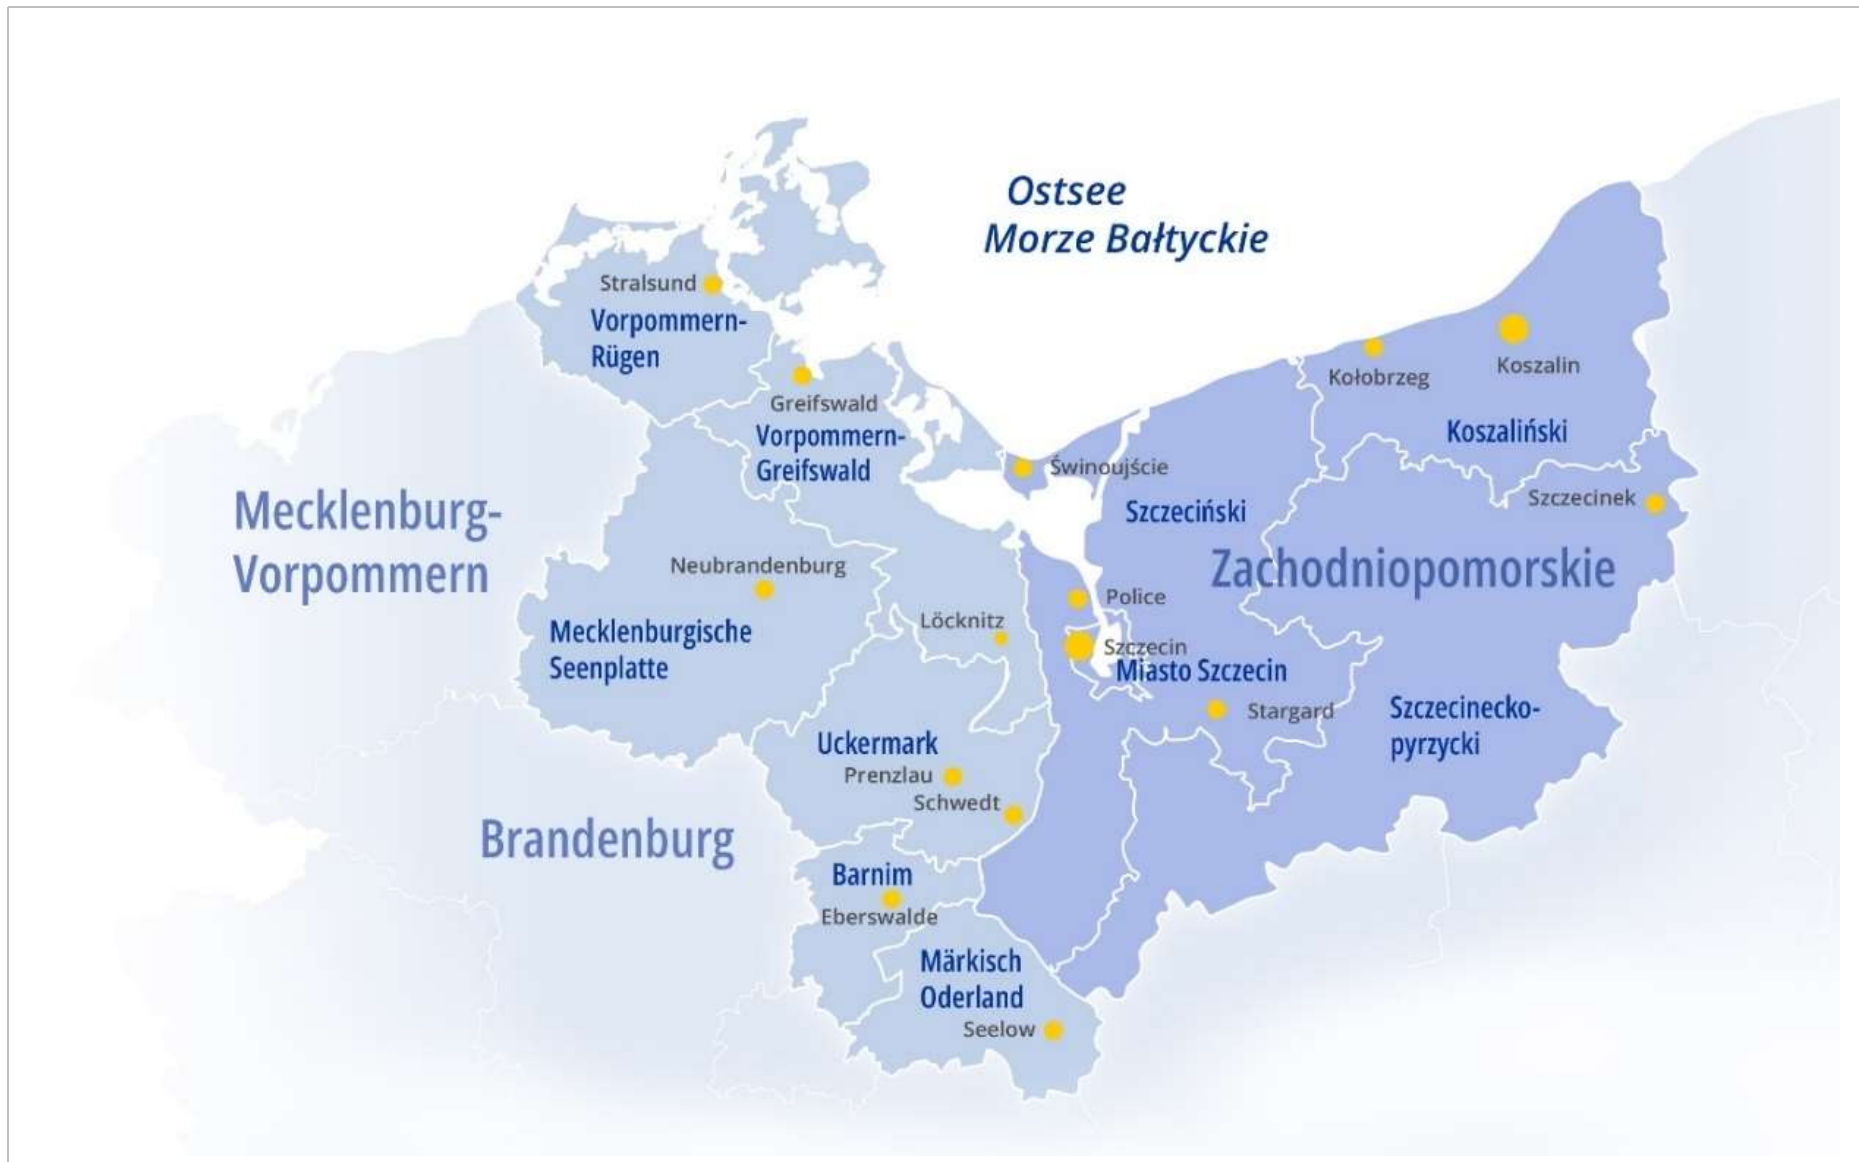 Ostsee
Morze Bałtyckie
Stralsund
Vorpommern-
Rügen
Greifswald
Vorpommern-
Greifswald
Kołobrzeg
Koszalin
Koszaliński
Świnoujście
Szczeciński
Szczecinek
Mecklenburg-
Vorpommern
Zachodniopomorskie
Neubrandenburg
Mecklenburgische
Seenplatte
Löcknitz
Police
Szczecin
Miasto Szczecin
Stargard
Szczecinecko-
pyrzycki
Uckermark
Prenzlau
Schwedt
Brandenburg
Barnim
Eberswalde
Märkisch
Oderland
Seelow